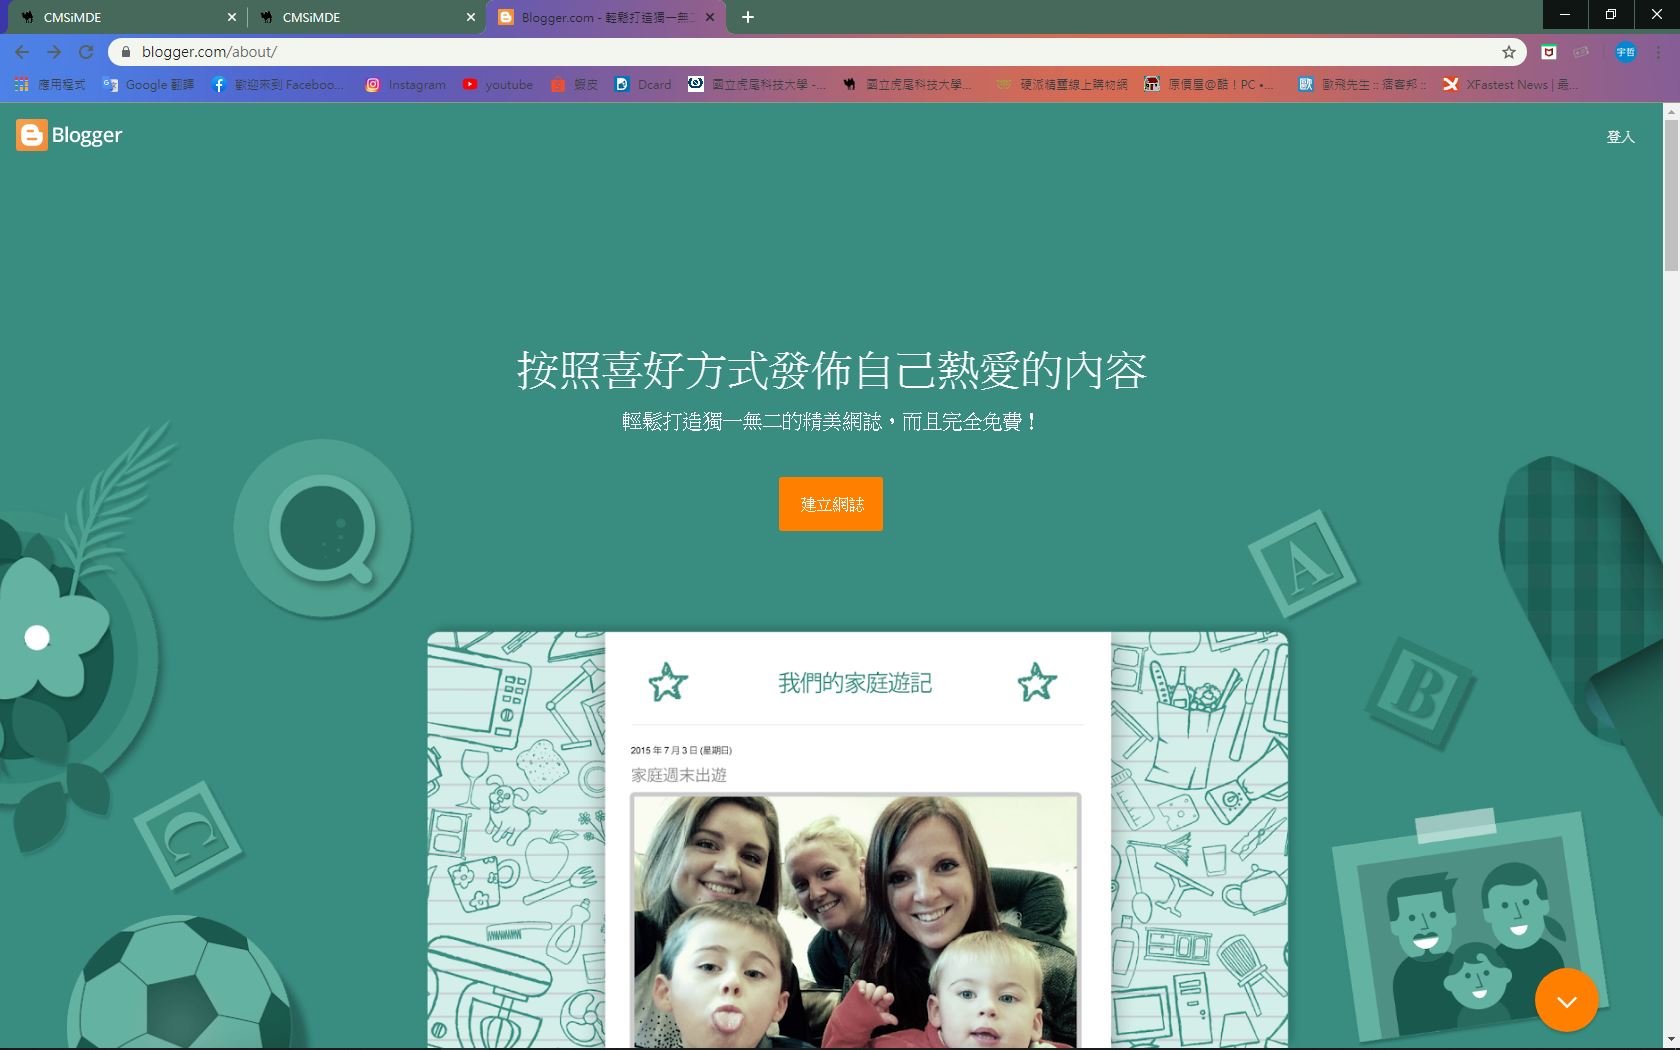 CMSiMDE
CMSiMDE
Blogger.com - 輕鬆打造獨一無二
blogger.com/about/
應用程式
Google 翻譯
歡迎來到 Faceboo...
Instagram
youtube
蝦皮
Dcard
國立虎尾科技大學 -...
國立虎尾科技大學...
硬派精璽線上購物網
原價屋@酷！PC •...
歐飛先生 :: 痞客邦 ::
XFastest News | 最...
宇哲
Blogger
登入
按照喜好方式發佈自己熱愛的內容
輕鬆打造獨一無二的精美網誌，而且完全免費！
建立網誌
A
B
C
我們的家庭遊記
2015 年 7 月 3 日 (星期日)
家庭週末出遊